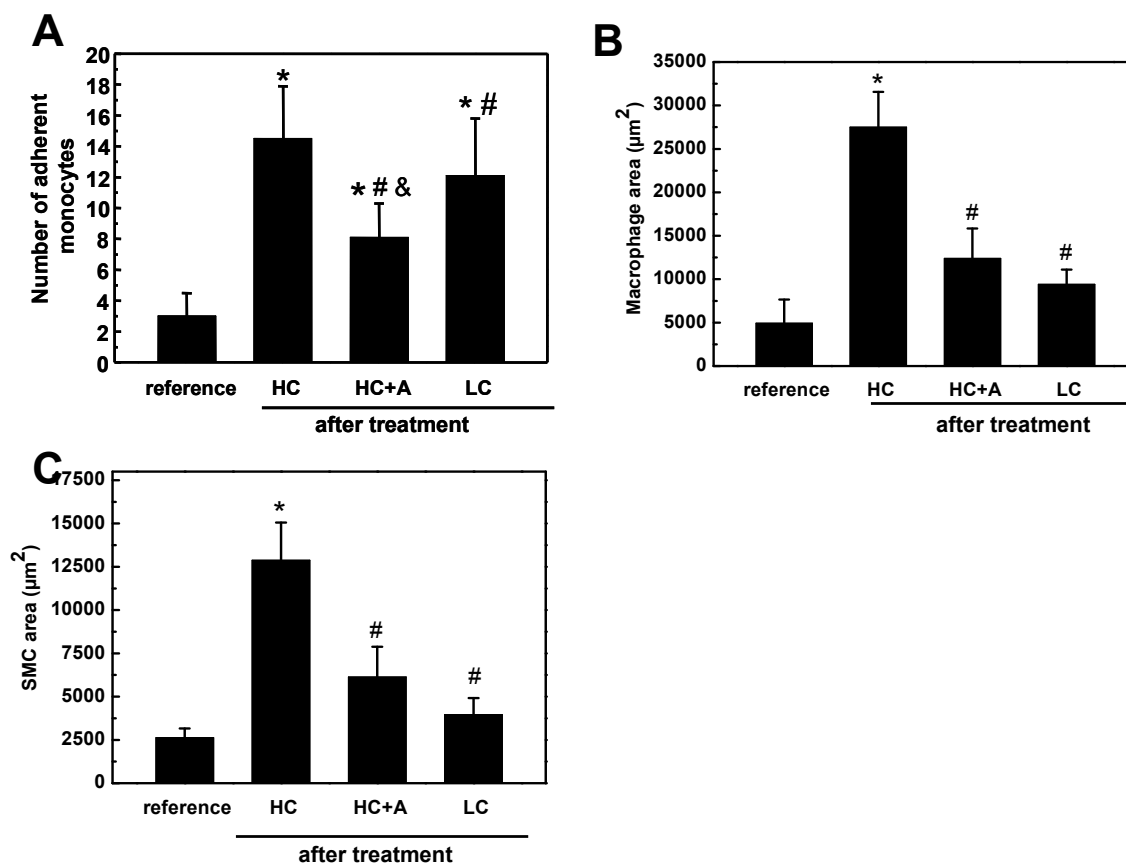 A
Number of adherent
monocytes
20
18
16
14
12
10
8
6
4
2
0
*
* # &
* #
reference HC HC+A LC
after treatment
B
Macrophage area (µm²)
35000
30000
25000
20000
15000
10000
5000
0
*
#
#
reference HC HC+A LC
after treatment
C
SMC area (µm²)
17500
15000
12500
10000
7500
5000
2500
0
*
#
#
reference HC HC+A LC
after treatment